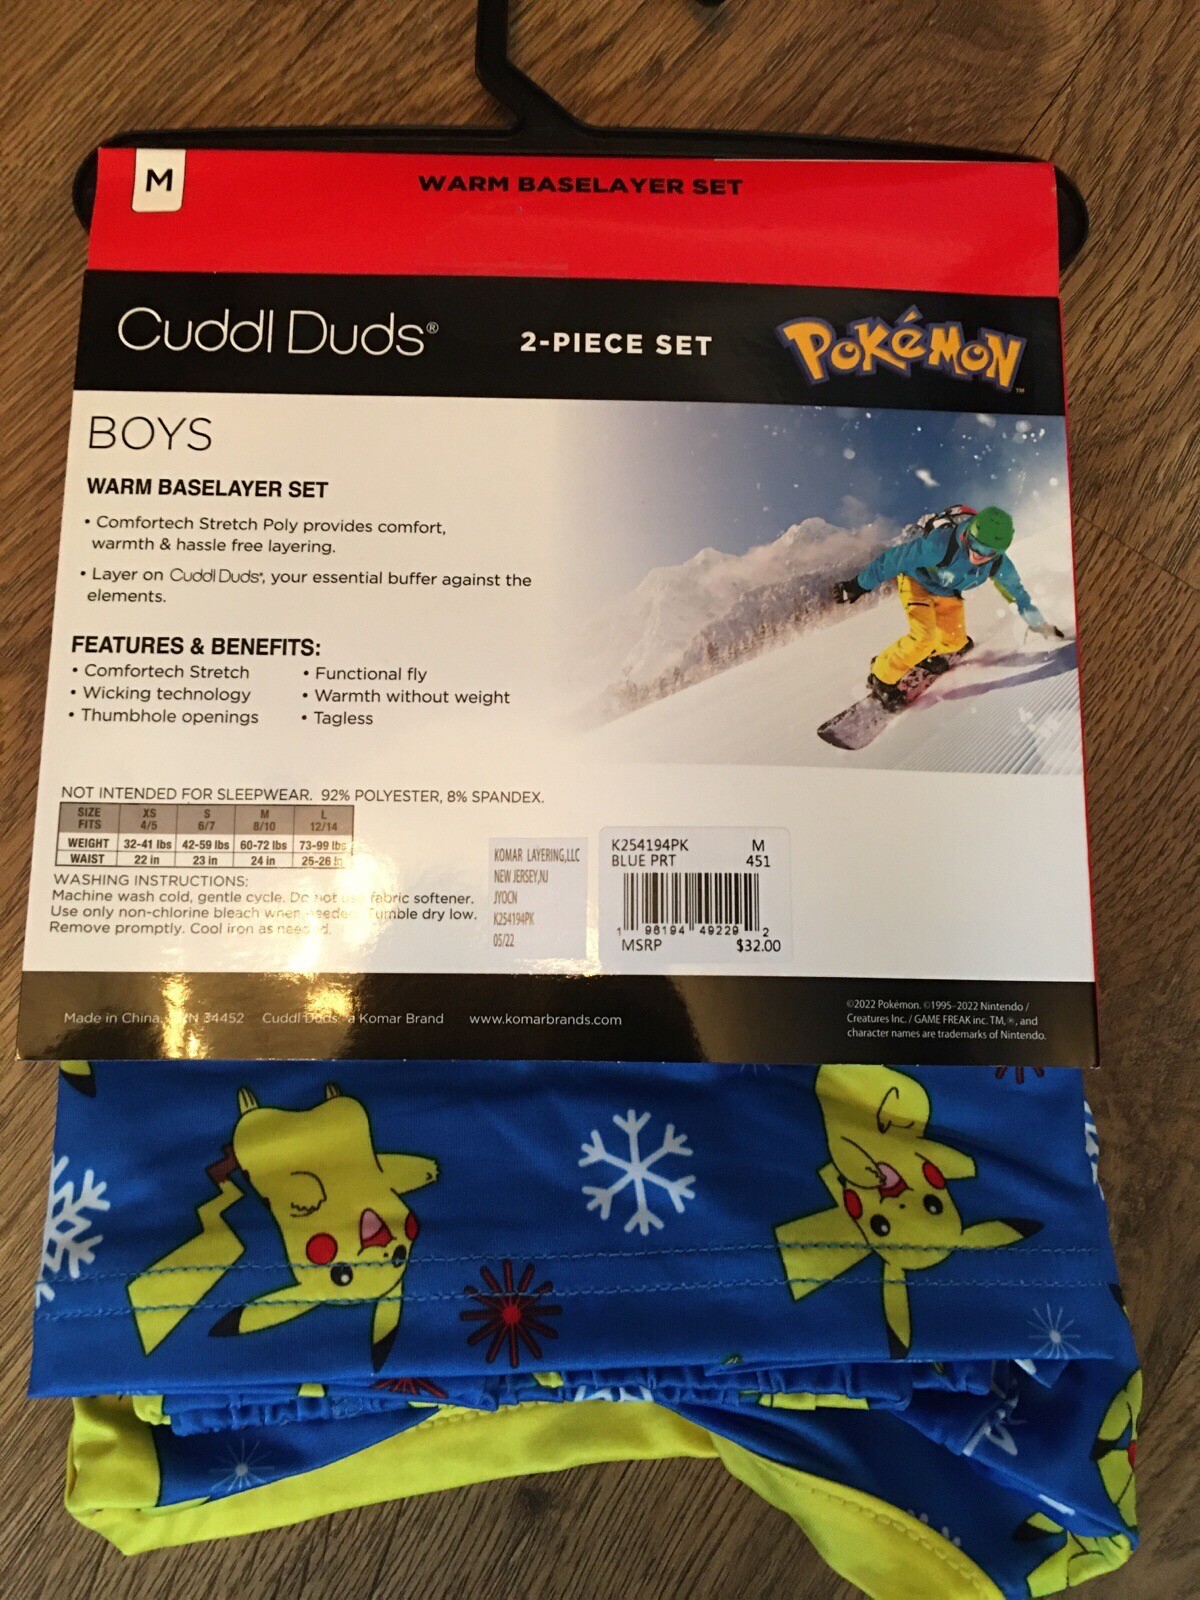 M
WARM BASELAYER SET
Cuddl Duds®
2-PIECE SET
POKéMON™
BOYS
WARM BASELAYER SET
• Comfortech Stretch Poly provides comfort,
warmth & hassle free layering.
• Layer on Cuddl Duds®, your essential buffer against the
elements.
FEATURES & BENEFITS:
• Comfortech Stretch
• Wicking technology
• Thumbhole openings
• Functional fly
• Warmth without weight
• Tagless
NOT INTENDED FOR SLEEPWEAR. 92% POLYESTER, 8% SPANDEX.
SIZE XS S M L
FITS 4/5 6/7 8/10 12/14
WEIGHT 32-41 lbs 42-59 lbs 60-72 lbs 73-99 lbs
WAIST 22 in 23 in 24 in 25-26 in
WASHING INSTRUCTIONS:
Machine wash cold, gentle cycle. Do not use fabric softener.
Use only non-chlorine bleach when needed. Tumble dry low.
Remove promptly. Cool iron as needed.
KOMAR LAYERING,LLC
NEW JERSEY,NJ
JYOCN
K254194PK
05/22
K254194PK M
BLUE PRT 451
1 96194 49229 2
MSRP $32.00
Made in China. 34452 Cuddl Duds® a Komar Brand www.komarbrands.com
©2022 Pokémon. ©1995-2022 Nintendo /
Creatures Inc. / GAME FREAK inc. TM, ®, and
character names are trademarks of Nintendo.